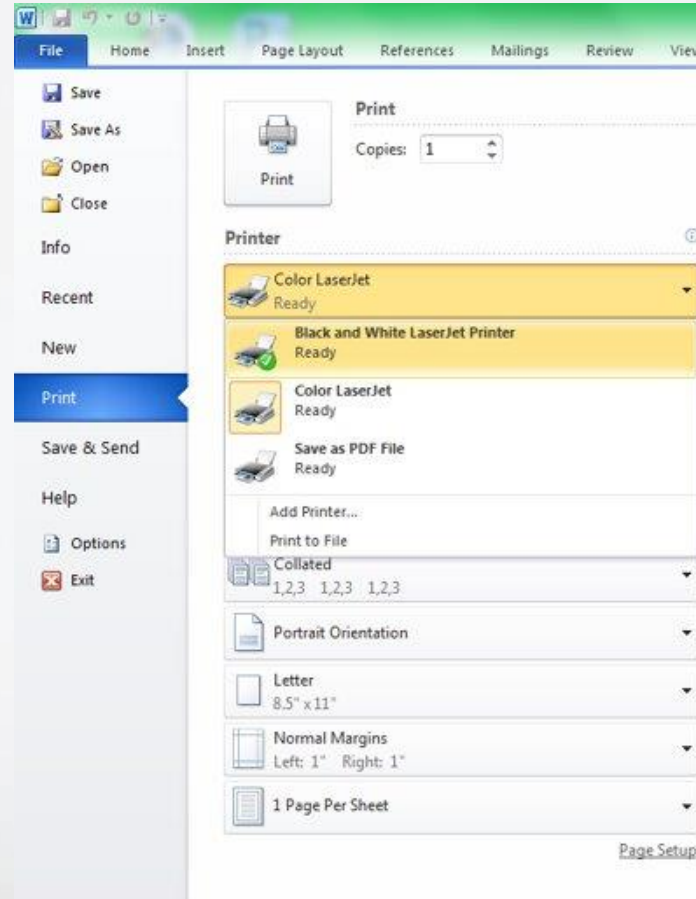 W
File Home Insert Page Layout References Mailings Review View
Save
Save As
Open
Close
Info
Recent
New
Print
Save & Send
Help
Options
Exit
Print
Print
Copies: 1
Printer
Color LaserJet
Ready
Black and White LaserJet Printer
Ready
Color LaserJet
Ready
Save as PDF File
Ready
Add Printer...
Print to File
Collated
1,2,3 1,2,3 1,2,3
Portrait Orientation
Letter
8.5" x 11"
Normal Margins
Left: 1" Right: 1"
1 Page Per Sheet
Page Setup